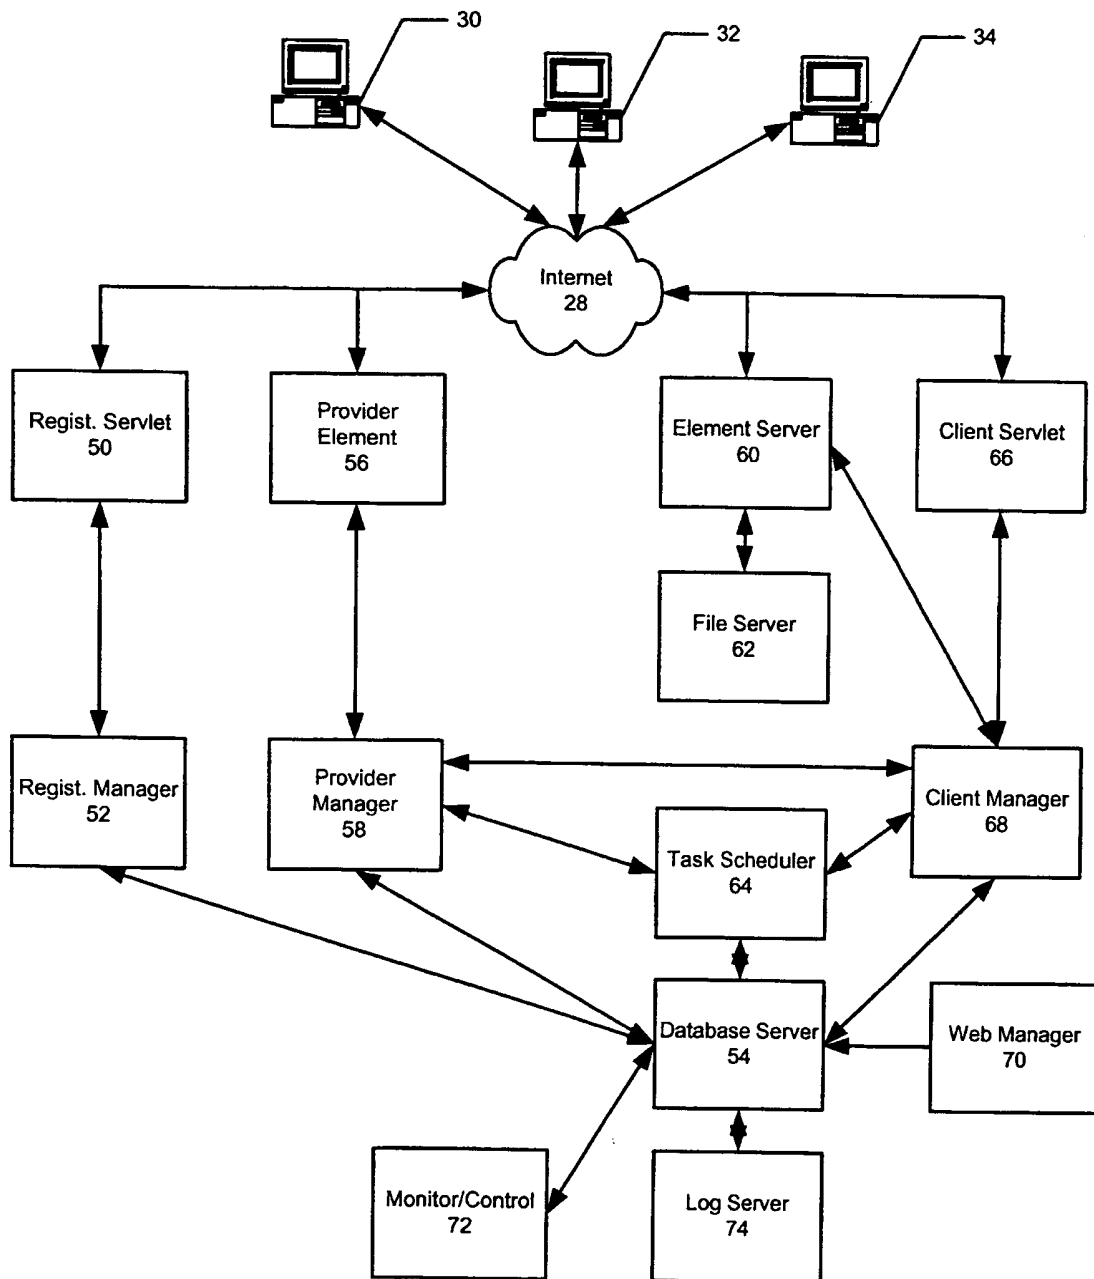 30
32
34
Internet
28
Regist. Servlet
50
Provider
Element
56
Element Server
60
Client Servlet
66
File Server
62
Regist. Manager
52
Provider
Manager
58
Client Manager
68
Task Scheduler
64
Database Server
54
Web Manager
70
Monitor/Control
72
Log Server
74